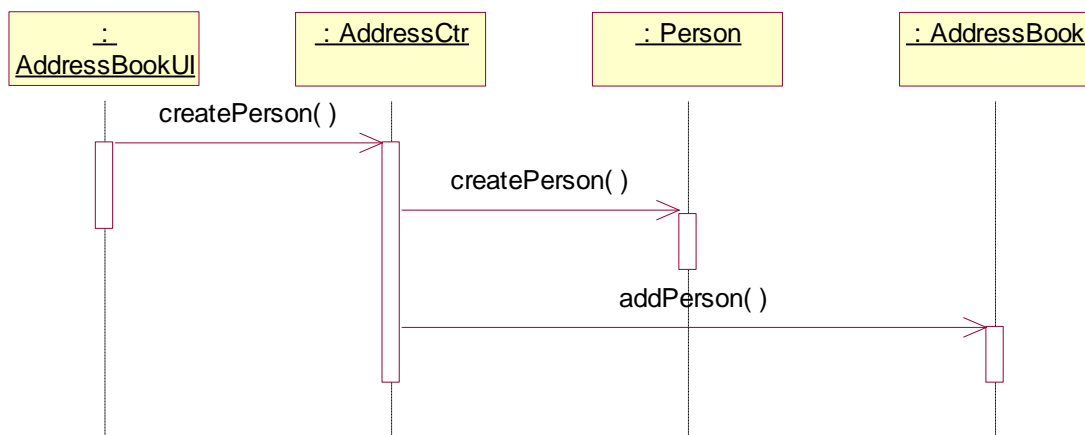 :
AddressBookUI
: AddressCtr
: Person
: AddressBook
createPerson( )
createPerson( )
addPerson( )